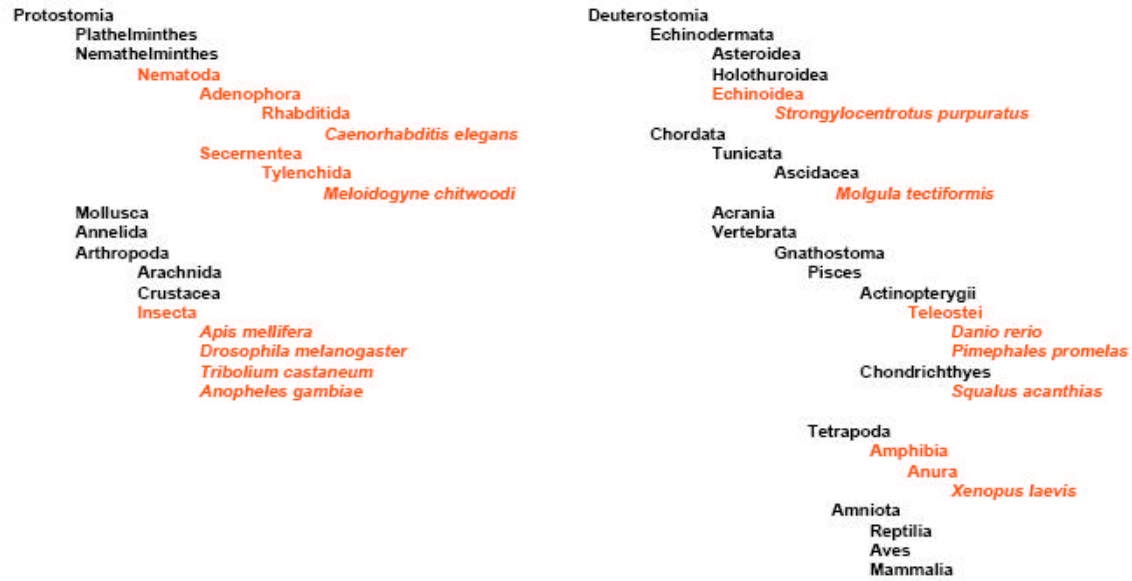 Protostomia
Plathelminthes
Nemathelminthes
Nematoda
Adenophora
Rhabditida
Caenorhabditis elegans
Secernentea
Tylenchida
Meloidogyne chitwoodi
Mollusca
Annelida
Arthropoda
Arachnida
Crustacea
Insecta
Apis mellifera
Drosophila melanogaster
Tribolium castaneum
Anopheles gambiae
Deuterostomia
Echinodermata
Asteroidea
Holothuroidea
Echinoidea
Strongylocentrotus purpuratus
Chordata
Tunicata
Ascidacea
Molgula tectiformis
Acrania
Vertebrata
Gnathostoma
Pisces
Actinopterygii
Teleostei
Danio rerio
Pimephales promelas
Chondrichthyes
Squalus acanthias
Tetrapoda
Amphibia
Anura
Xenopus laevis
Amniota
Reptilia
Aves
Mammalia